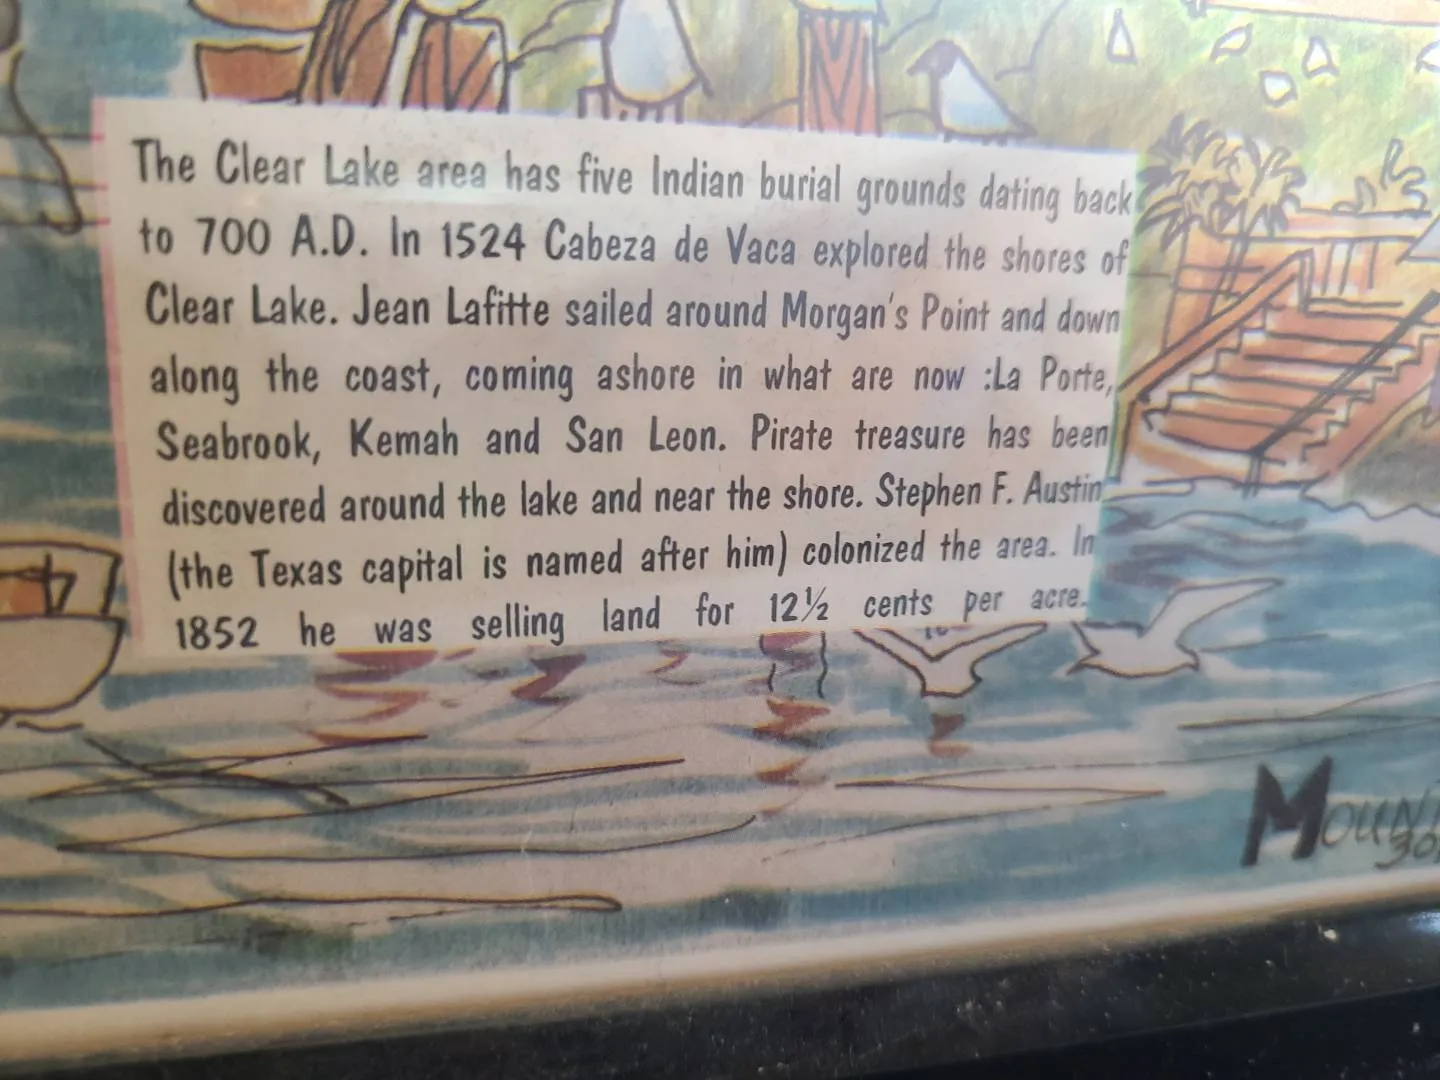 The Clear Lake area has five Indian burial grounds dating back
to 700 A.D. In 1524 Cabeza de Vaca explored the shores of
Clear Lake. Jean Lafitte sailed around Morgan's Point and down
along the coast, coming ashore in what are now :La Porte,
Seabrook, Kemah and San Leon. Pirate treasure has been
discovered around the lake and near the shore. Stephen F. Austin
(the Texas capital is named after him) colonized the area. In
1852 he was selling land for 12½ cents per acre.